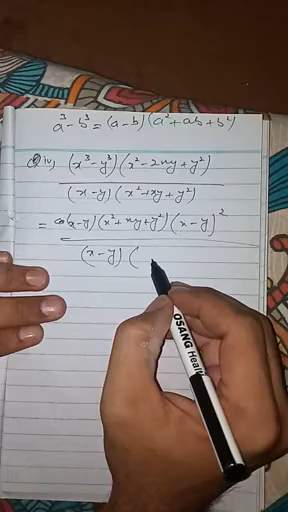 a³ - b³ = (a - b) (a² + ab + b²)
Q iv, (x³ - y³) (x² - 2xy + y²)
(x - y) (x² + xy + y²)
= (x - y) (x² + xy + y²) (x - y)²
(x - y) (
OSANG Healt